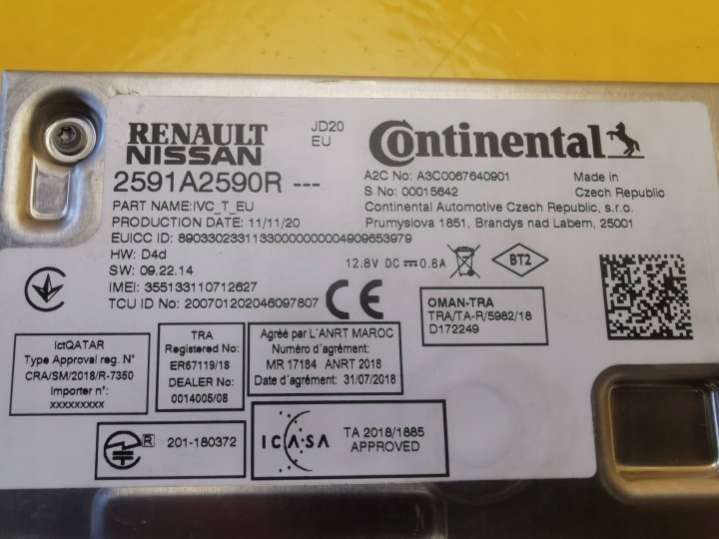 RENAULT
NISSAN
JD20
EU
Continental
2591A2590R ---
A2C No: A3C0067640901
S No: 00015642
Made in
Czech Republic
PART NAME:IVC_T_EU
Continental Automotive Czech Republic, s.r.o.
PRODUCTION DATE: 11/11/20
Prumyslova 1851, Brandys nad Labem, 25001
EUICC ID: 89033023311330000000004909653979
HW: D4d
12.8V DC 0.8A
BT2
SW: 09.22.14
IMEI: 355133110712627
TCU ID No: 200701202046097807
CE
OMAN-TRA
TRA/TA-R/5982/18
D172249
IctQATAR
Type Approval reg. N°
CRA/SM/2018/R-7350
Importer n°:
xxxxxxxxx
TRA
Registered No:
ER67119/18
DEALER No:
0014005/08
Agréé par L'ANRT MAROC
Numéro d'agrément:
MR 17184 ANRT 2018
Date d'agrément: 31/07/2018
R 201-180372
ICASA
TA 2018/1885
APPROVED